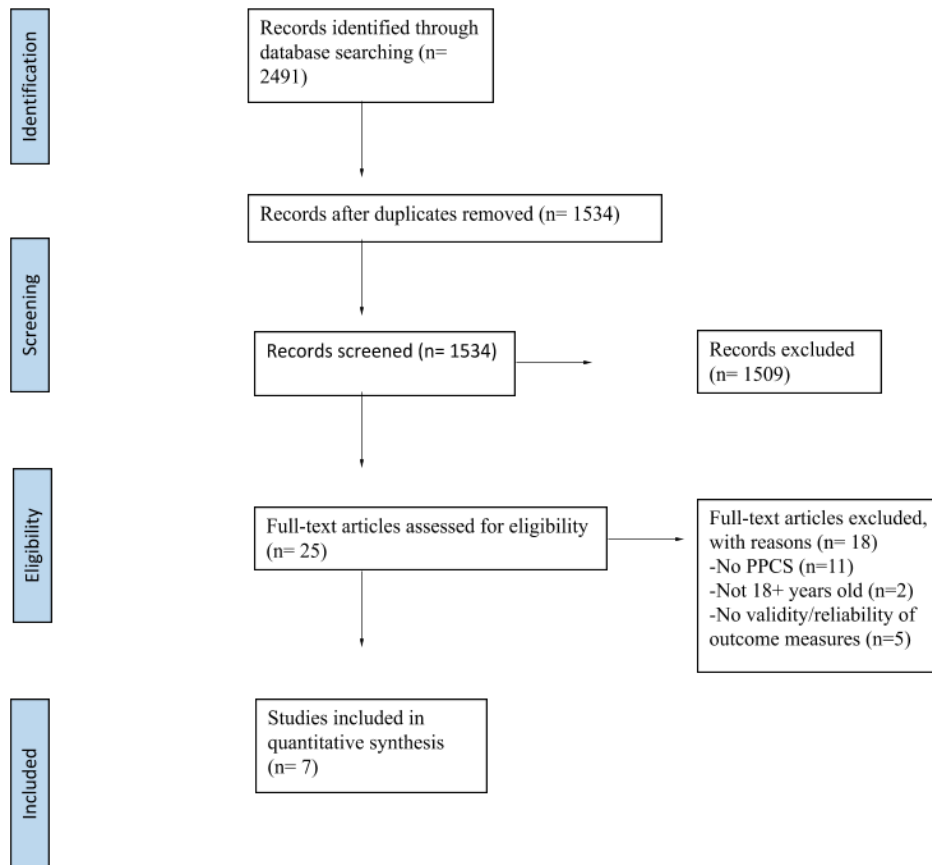 Identification
Records identified through
database searching (n=
2491)
Records after duplicates removed (n= 1534)
Screening
Records screened (n= 1534)
Records excluded
(n= 1509)
Eligibility
Full-text articles assessed for eligibility
(n= 25)
Full-text articles excluded,
with reasons (n= 18)
-No PPCS (n=11)
-Not 18+ years old (n=2)
-No validity/reliability of
outcome measures (n=5)
Included
Studies included in
quantitative synthesis
(n= 7)